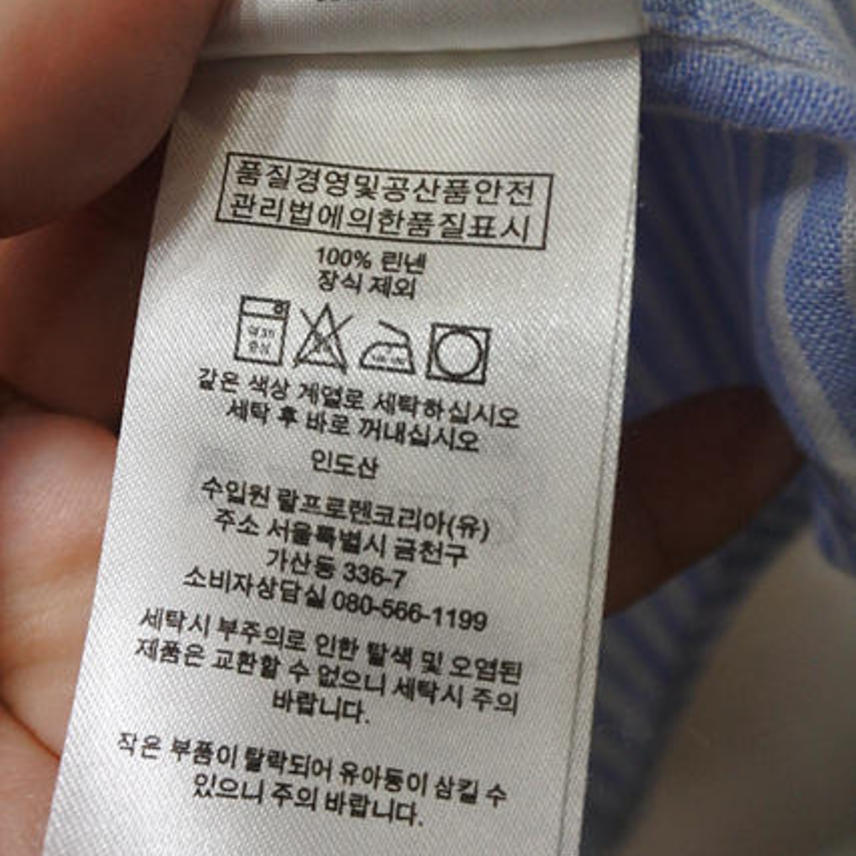 품질경영및공산품안전
관리법에의한품질표시
100% 린넨
장식 제외
약30
중성
같은 색상 계열로 세탁하십시오
세탁 후 바로 꺼내십시오
인도산
수입원 랄프로렌코리아(유)
주소 서울특별시 금천구
가산동 336-7
소비자상담실 080-566-1199
세탁시 부주의로 인한 탈색 및 오염된
제품은 교환할 수 없으니 세탁시 주의
바랍니다.
작은 부품이 탈락되어 유아동이 삼킬 수
있으니 주의 바랍니다.